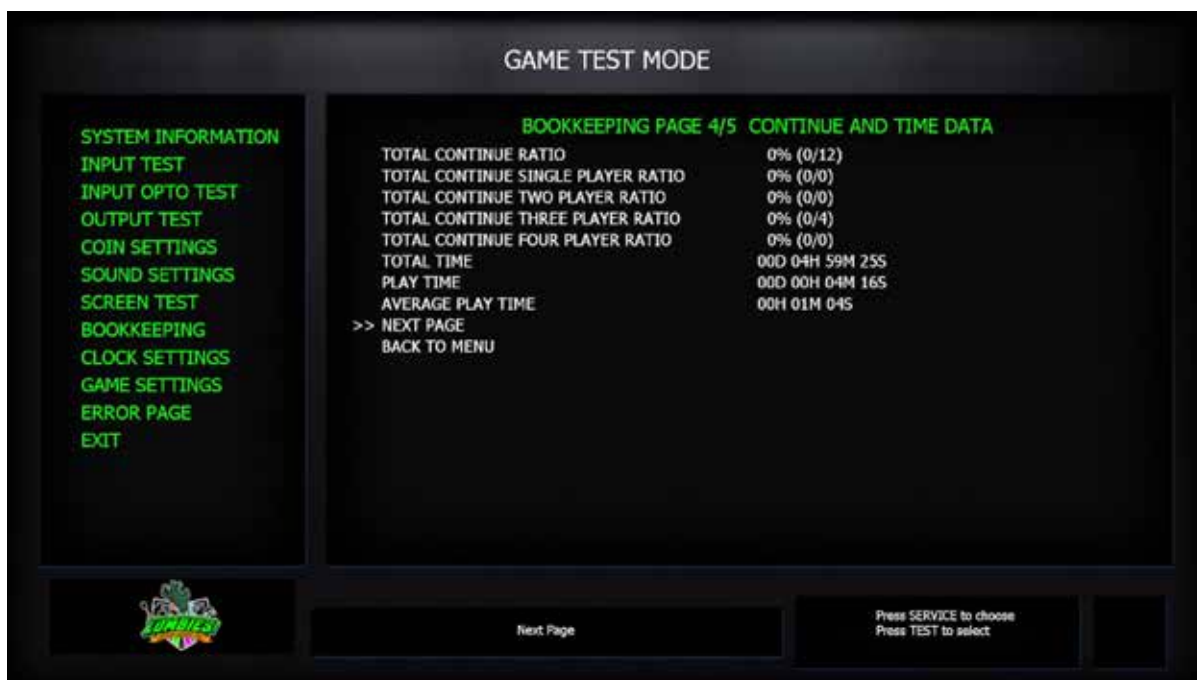 GAME TEST MODE
SYSTEM INFORMATION
INPUT TEST
INPUT OPTO TEST
OUTPUT TEST
COIN SETTINGS
SOUND SETTINGS
SCREEN TEST
BOOKKEEPING
CLOCK SETTINGS
GAME SETTINGS
ERROR PAGE
EXIT
BOOKKEEPING PAGE 4/5 CONTINUE AND TIME DATA
TOTAL CONTINUE RATIO 0% (0/12)
TOTAL CONTINUE SINGLE PLAYER RATIO 0% (0/0)
TOTAL CONTINUE TWO PLAYER RATIO 0% (0/0)
TOTAL CONTINUE THREE PLAYER RATIO 0% (0/4)
TOTAL CONTINUE FOUR PLAYER RATIO 0% (0/0)
TOTAL TIME 00D 04H 59M 25S
PLAY TIME 00D 00H 04M 16S
AVERAGE PLAY TIME 00H 01M 04S
>> NEXT PAGE
BACK TO MENU
ZOMBIES!
Next Page
Press SERVICE to choose
Press TEST to select